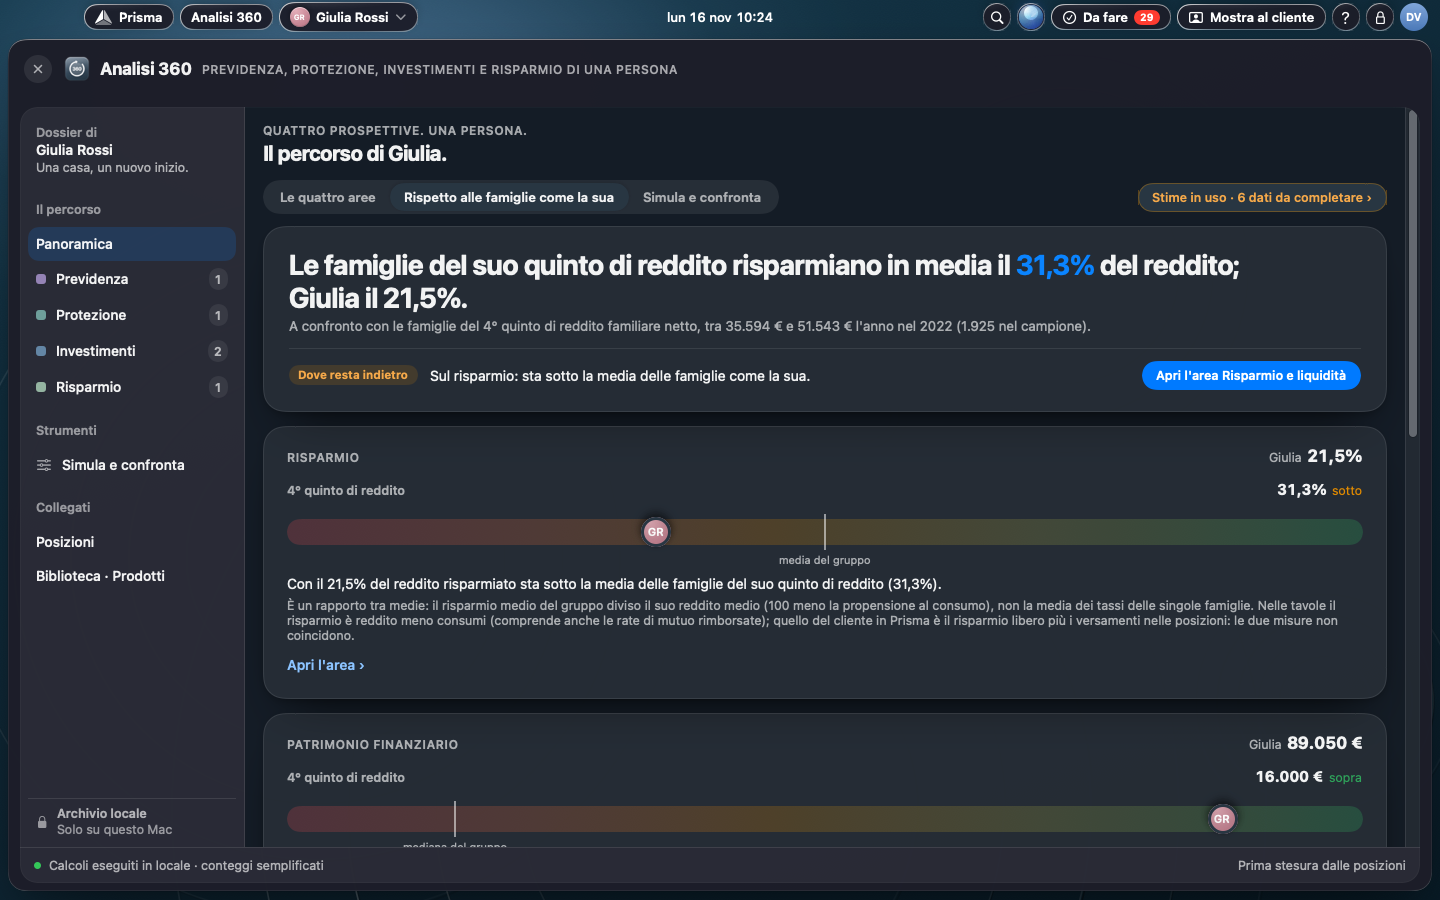 Prisma
Analisi 360
GR Giulia Rossi
lun 16 nov 10:24
Da fare 29
Mostra al cliente
?
DV
360
Analisi 360 PREVIDENZA, PROTEZIONE, INVESTIMENTI E RISPARMIO DI UNA PERSONA
Dossier di
Giulia Rossi
Una casa, un nuovo inizio.
Il percorso
Panoramica
Previdenza 1
Protezione 1
Investimenti 2
Risparmio 1
Strumenti
Simula e confronta
Collegati
Posizioni
Biblioteca · Prodotti
Archivio locale
Solo su questo Mac
QUATTRO PROSPETTIVE. UNA PERSONA.
Il percorso di Giulia.
Le quattro aree
Rispetto alle famiglie come la sua
Simula e confronta
Stime in uso · 6 dati da completare ›
Le famiglie del suo quinto di reddito risparmiano in media il 31,3% del reddito;
Giulia il 21,5%.
A confronto con le famiglie del 4° quinto di reddito familiare netto, tra 35.594 € e 51.543 € l'anno nel 2022 (1.925 nel campione).
Dove resta indietro
Sul risparmio: sta sotto la media delle famiglie come la sua.
Apri l'area Risparmio e liquidità
RISPARMIO
Giulia 21,5%
4° quinto di reddito
31,3% sotto
GR
media del gruppo
Con il 21,5% del reddito risparmiato sta sotto la media delle famiglie del suo quinto di reddito (31,3%).
È un rapporto tra medie: il risparmio medio del gruppo diviso il suo reddito medio (100 meno la propensione al consumo), non la media dei tassi delle singole famiglie. Nelle tavole il
risparmio è reddito meno consumi (comprende anche le rate di mutuo rimborsate); quello del cliente in Prisma è il risparmio libero più i versamenti nelle posizioni: le due misure non
coincidono.
Apri l'area ›
PATRIMONIO FINANZIARIO
Giulia 89.050 €
4° quinto di reddito
16.000 € sopra
GR
mediana del gruppo
Calcoli eseguiti in locale · conteggi semplificati
Prima stesura dalle posizioni